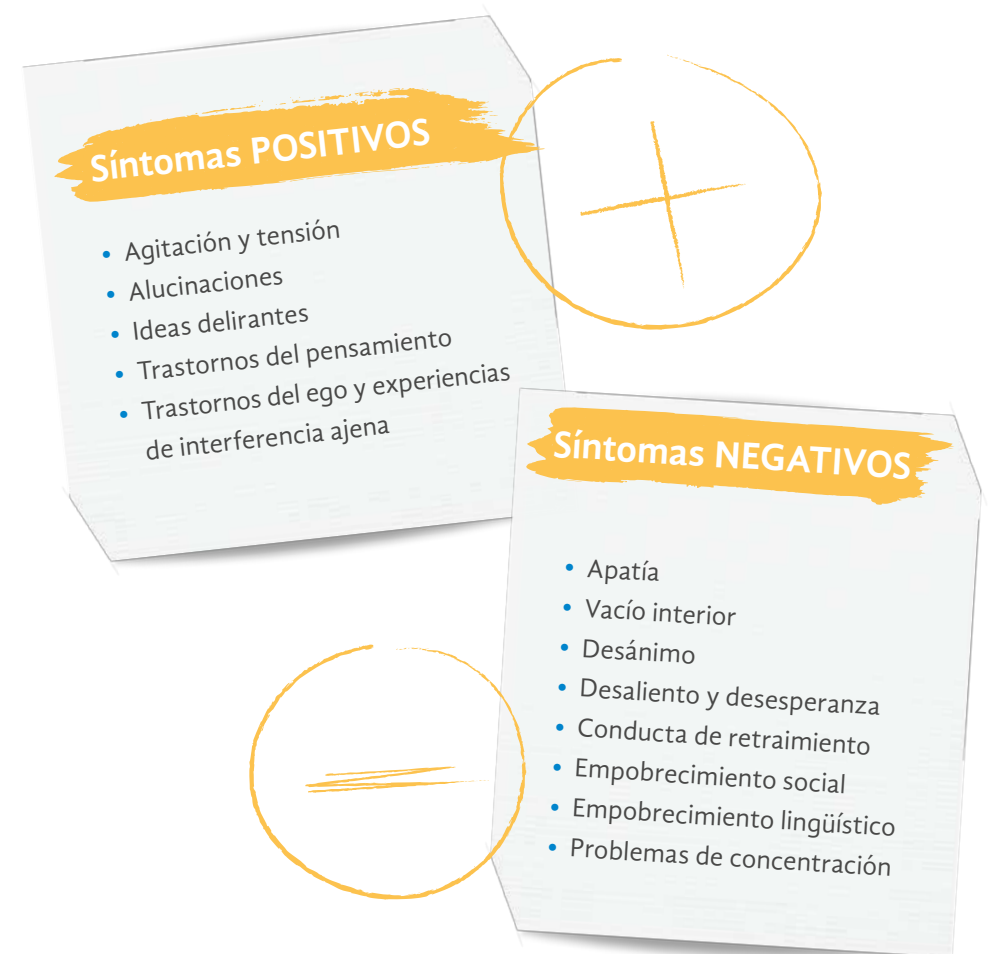 Síntomas POSITIVOS
• Agitación y tensión
• Alucinaciones
• Ideas delirantes
• Trastornos del pensamiento
• Trastornos del ego y experiencias
de interferencia ajena
Síntomas NEGATIVOS
• Apatía
• Vacío interior
• Desánimo
• Desaliento y desesperanza
• Conducta de retraimiento
• Empobrecimiento social
• Empobrecimiento lingüístico
• Problemas de concentración